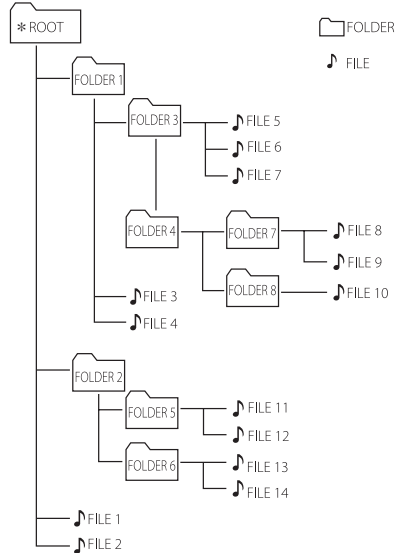 * ROOT
FOLDER
FILE
FOLDER 1
FOLDER 3
FILE 5
FILE 6
FILE 7
FOLDER 4
FOLDER 7
FILE 8
FILE 9
FOLDER 8
FILE 10
FILE 3
FILE 4
FOLDER 2
FOLDER 5
FILE 11
FILE 12
FOLDER 6
FILE 13
FILE 14
FILE 1
FILE 2